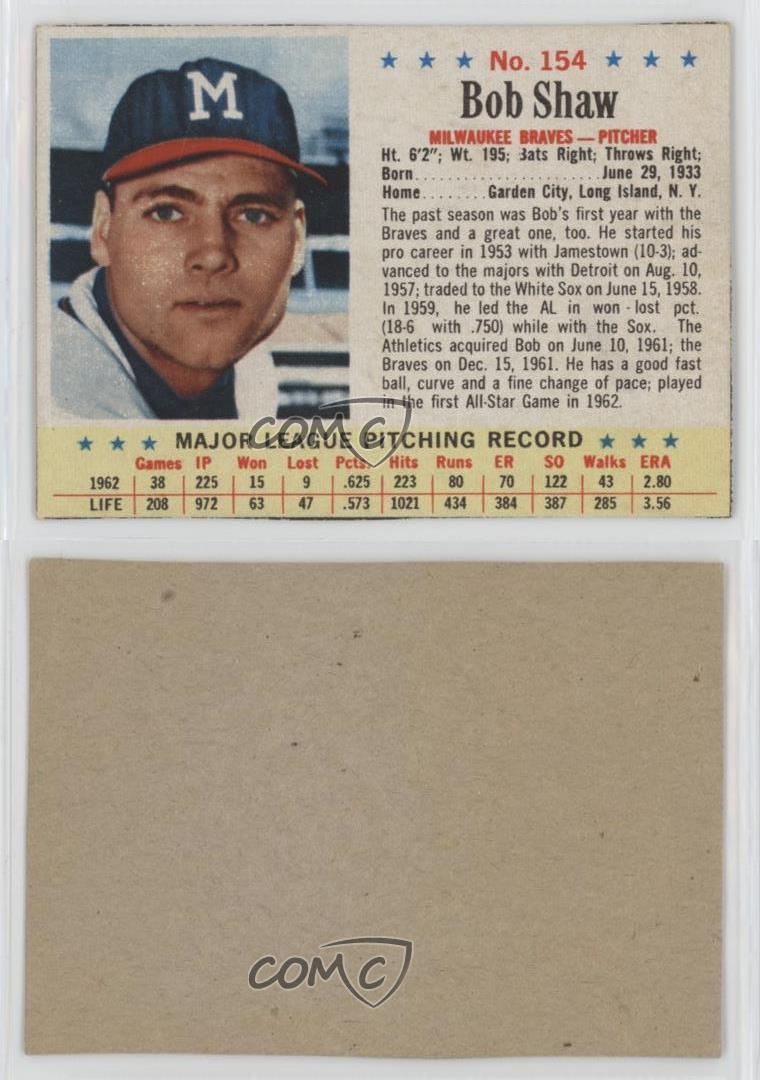 M
No. 154
Bob Shaw
MILWAUKEE BRAVES — PITCHER
Ht. 6'2"; Wt. 195; Bats Right; Throws Right;
Born......................June 29, 1933
Home........Garden City, Long Island, N. Y.
The past season was Bob's first year with the
Braves and a great one, too. He started his
pro career in 1953 with Jamestown (10-3); ad-
vanced to the majors with Detroit on Aug. 10,
1957; traded to the White Sox on June 15, 1958.
In 1959, he led the AL in won - lost pct.
(18-6 with .750) while with the Sox. The
Athletics acquired Bob on June 10, 1961; the
Braves on Dec. 15, 1961. He has a good fast
ball, curve and a fine change of pace; played
in the first All-Star Game in 1962.
MAJOR LEAGUE PITCHING RECORD
Games IP Won Lost Pct. Hits Runs ER SO Walks ERA
1962 38 225 15 9 .625 223 80 70 122 43 2.80
LIFE 208 972 63 47 .573 1021 434 384 387 285 3.56
COMC
COMC